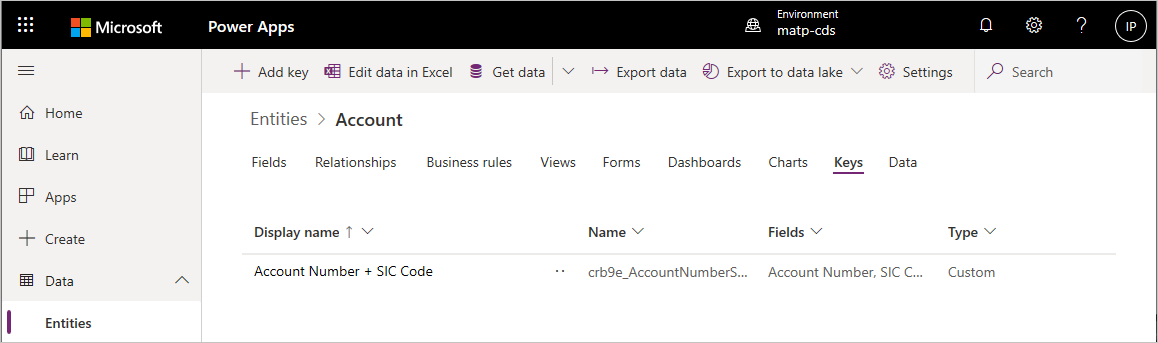 Microsoft Power Apps Environment matp-cds ? IP
Add key Edit data in Excel Get data Export data Export to data lake Settings Search
Home
Learn
Apps
Create
Data
Entities
Entities > Account
Fields Relationships Business rules Views Forms Dashboards Charts Keys Data
Display name Name Fields Type
Account Number + SIC Code ·· crb9e_AccountNumberS... Account Number, SIC C... Custom